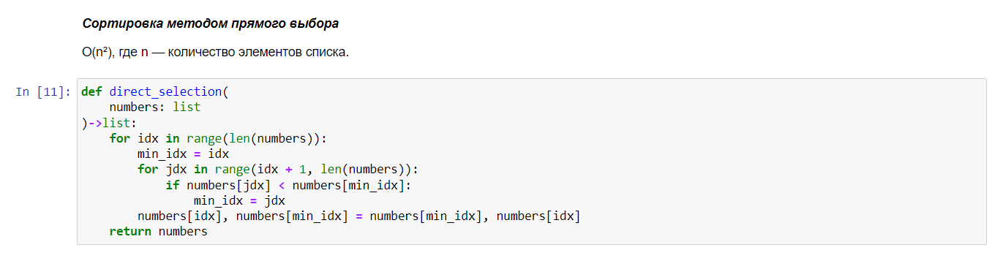 Сортировка методом прямого выбора
O(n²), где n — количество элементов списка.
In [11]: def direct_selection(
    numbers: list
)->list:
    for idx in range(len(numbers)):
        min_idx = idx
        for jdx in range(idx + 1, len(numbers)):
            if numbers[jdx] < numbers[min_idx]:
                min_idx = jdx
        numbers[idx], numbers[min_idx] = numbers[min_idx], numbers[idx]
    return numbers